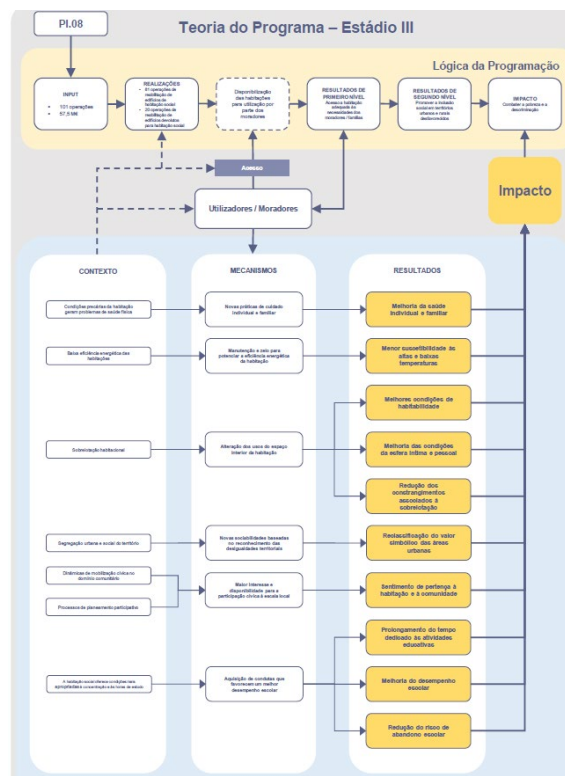 PI.08
Teoria do Programa – Estádio III
Lógica da Programação
INPUT
• 101 operações
• 57,5 M€
REALIZAÇÕES
• 81 operações de
reabilitação de
edifícios de
habitação social
• 20 operações de
reabilitação de
edifícios devolutos
para habitação social
Disponibilização
das habitações
para utilização por
parte dos
moradores
RESULTADOS DE
PRIMEIRO NÍVEL
Acesso a habitação
adequada às
necessidades dos
moradores / famílias
RESULTADOS DE
SEGUNDO NÍVEL
Promover a inclusão
social em territórios
urbanos e rurais
desfavorecidos
IMPACTO
Combater a pobreza e a
discriminação
Acesso
Utilizadores / Moradores
Impacto
CONTEXTO
MECANISMOS
RESULTADOS
Condições precárias de habitação
geram problemas de saúde física
Novas práticas de cuidado
individual e familiar
Melhoria da saúde
individual e familiar
Baixa eficiência energética das
habitações
Manutenção e zelo para
potenciar a eficiência energética
da habitação
Menor suscetibilidade às
altas e baixas
temperaturas
Melhores condições de
habitabilidade
Sobrelotação habitacional
Alteração dos usos do espaço
interior da habitação
Melhoria das condições
da esfera íntima e pessoal
Redução dos
constrangimentos
associados à
sobrelotação
Segregação urbana e social do território
Novas sociabilidades baseadas
no reconhecimento das
desigualdades territoriais
Reclassificação do valor
simbólico das áreas
urbanas
Dinâmicas de mobilização cívica no
domínio comunitário
Processos de planeamento participativo
Maior interesse e
disponibilidade para a
participação cívica à escala local
Sentimento de pertença à
habitação e à comunidade
Prolongamento do tempo
dedicado às atividades
educativas
A habitação social oferece condições mais
apropriadas à concentração e às horas de estudo
Aquisição de condutas que
favorecem um melhor
desempenho escolar
Melhoria do desempenho
escolar
Redução do risco de
abandono escolar